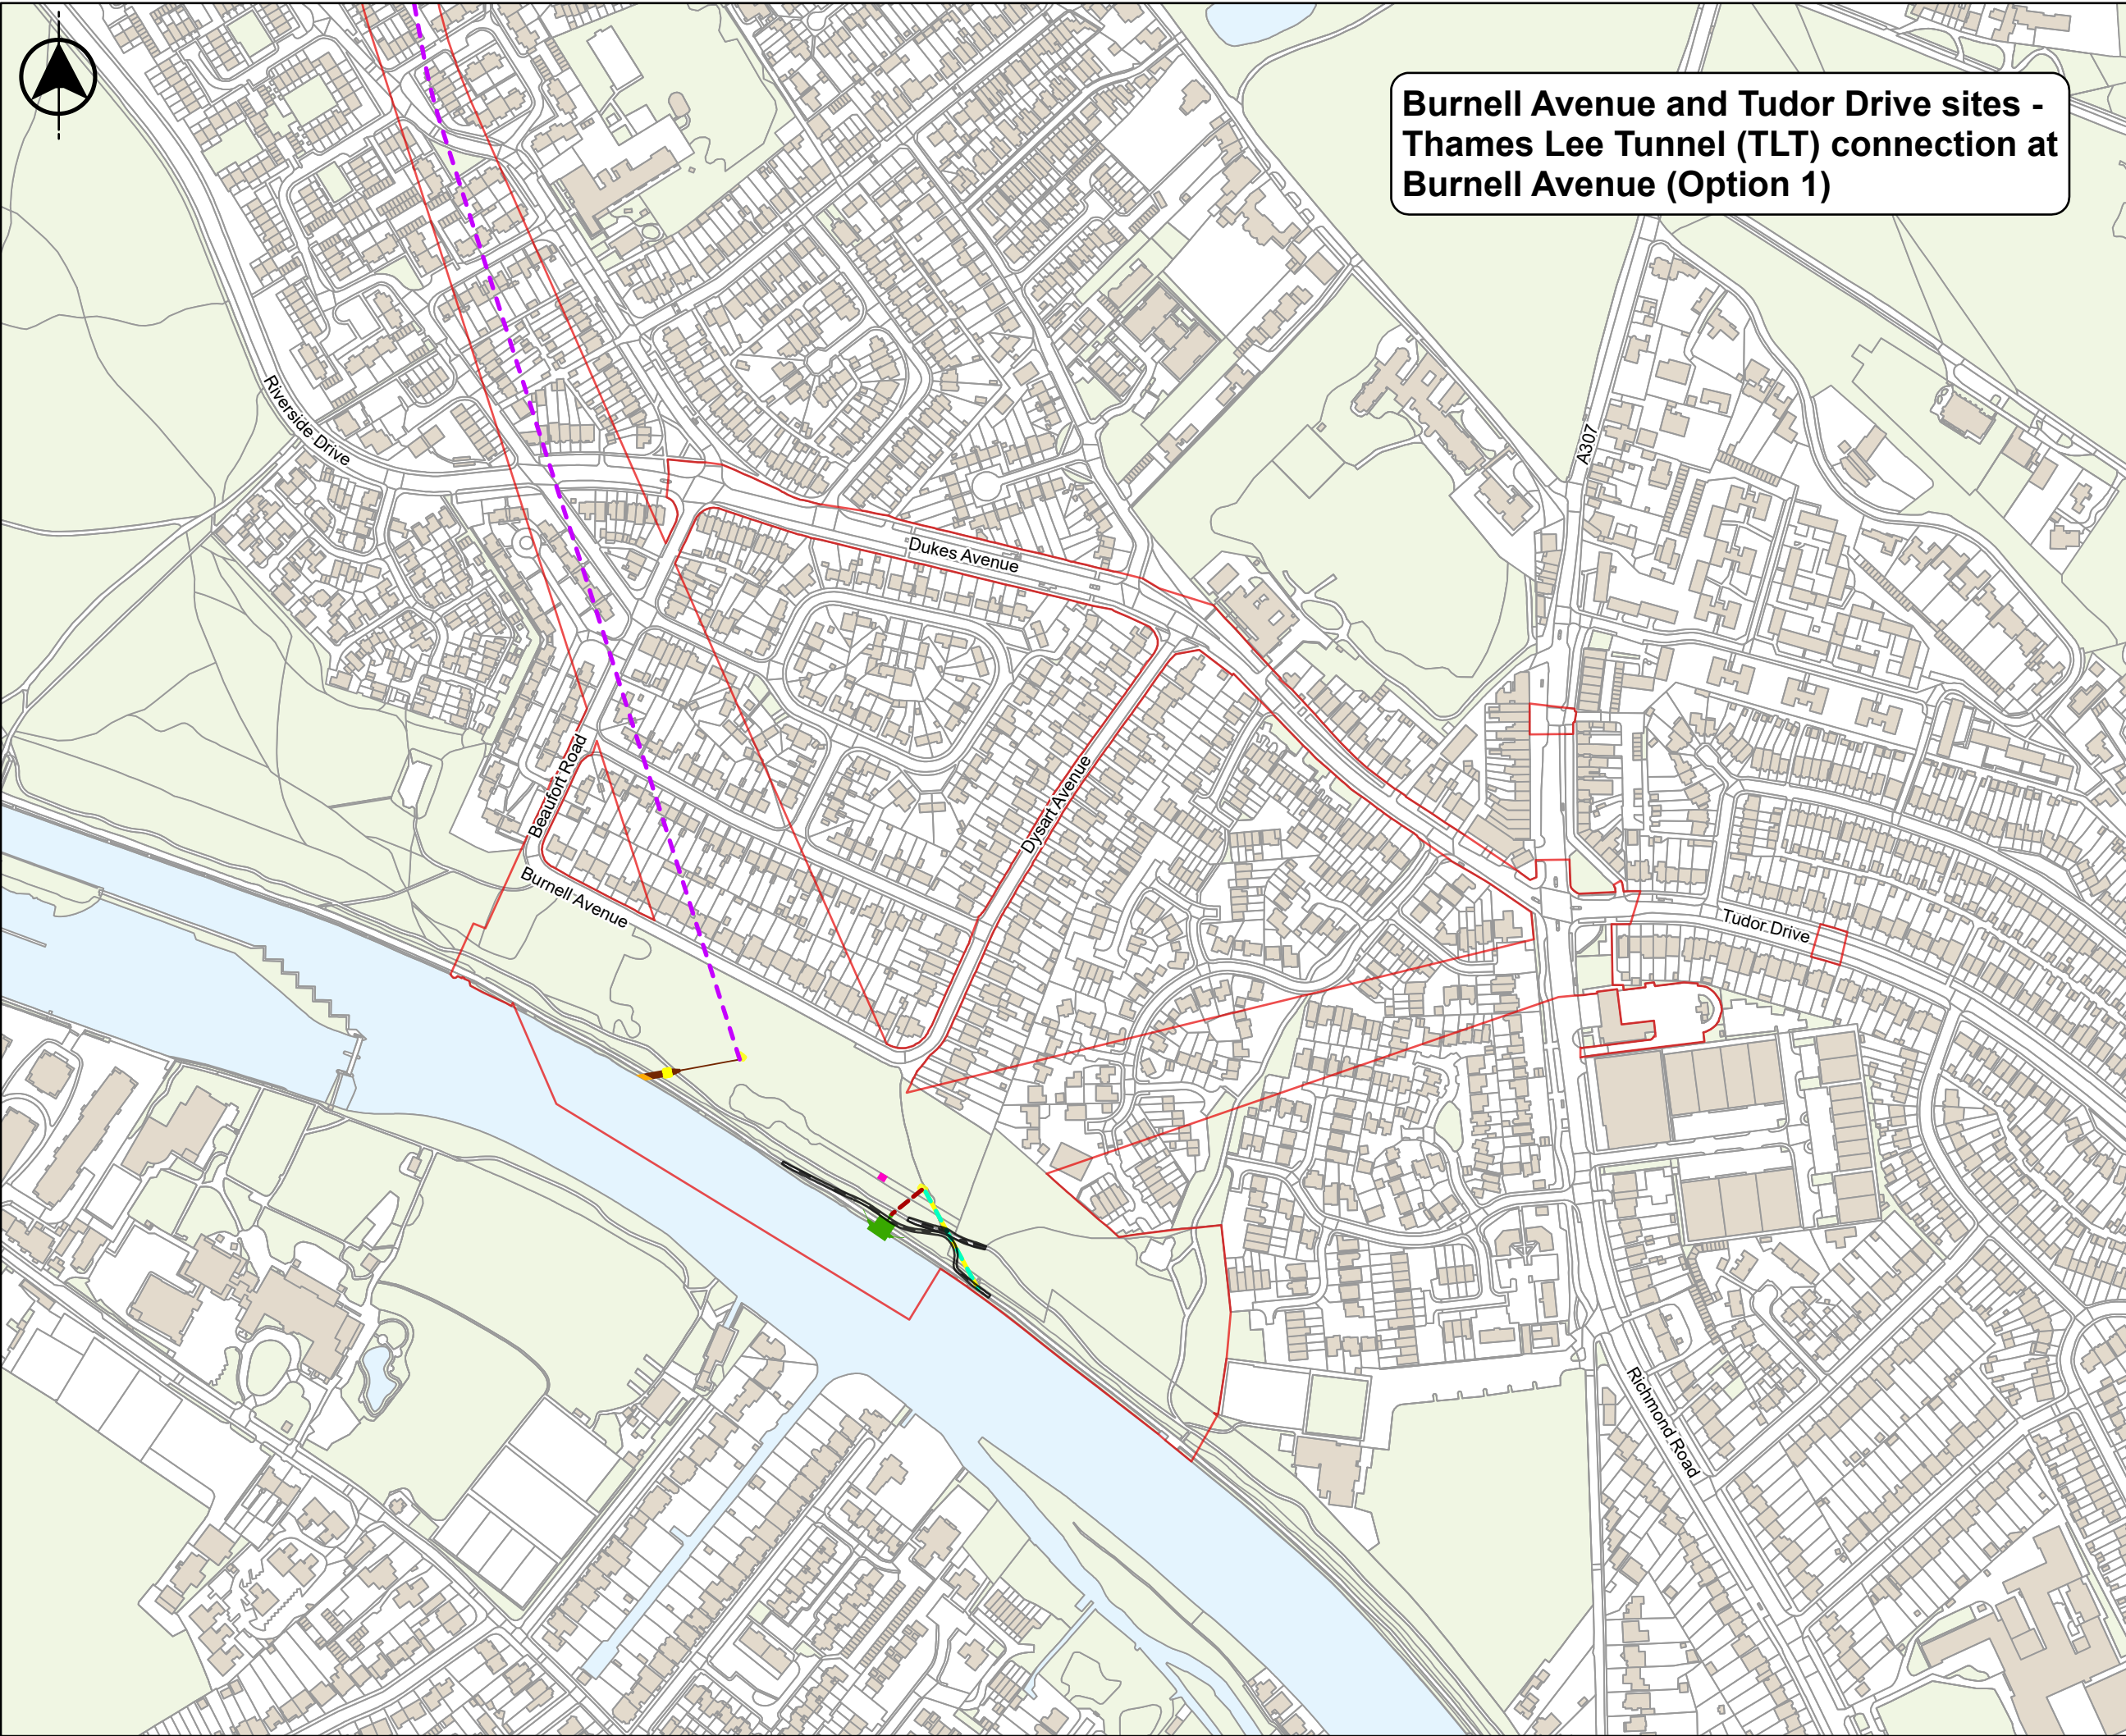 Burnell Avenue and Tudor Drive sites -
Thames Lee Tunnel (TLT) connection at
Burnell Avenue (Option 1)
Riverside Drive
A307
Dukes Avenue
Beaufort Road
Dysart Avenue
Burnell Avenue
Tudor Drive
Richmond Road